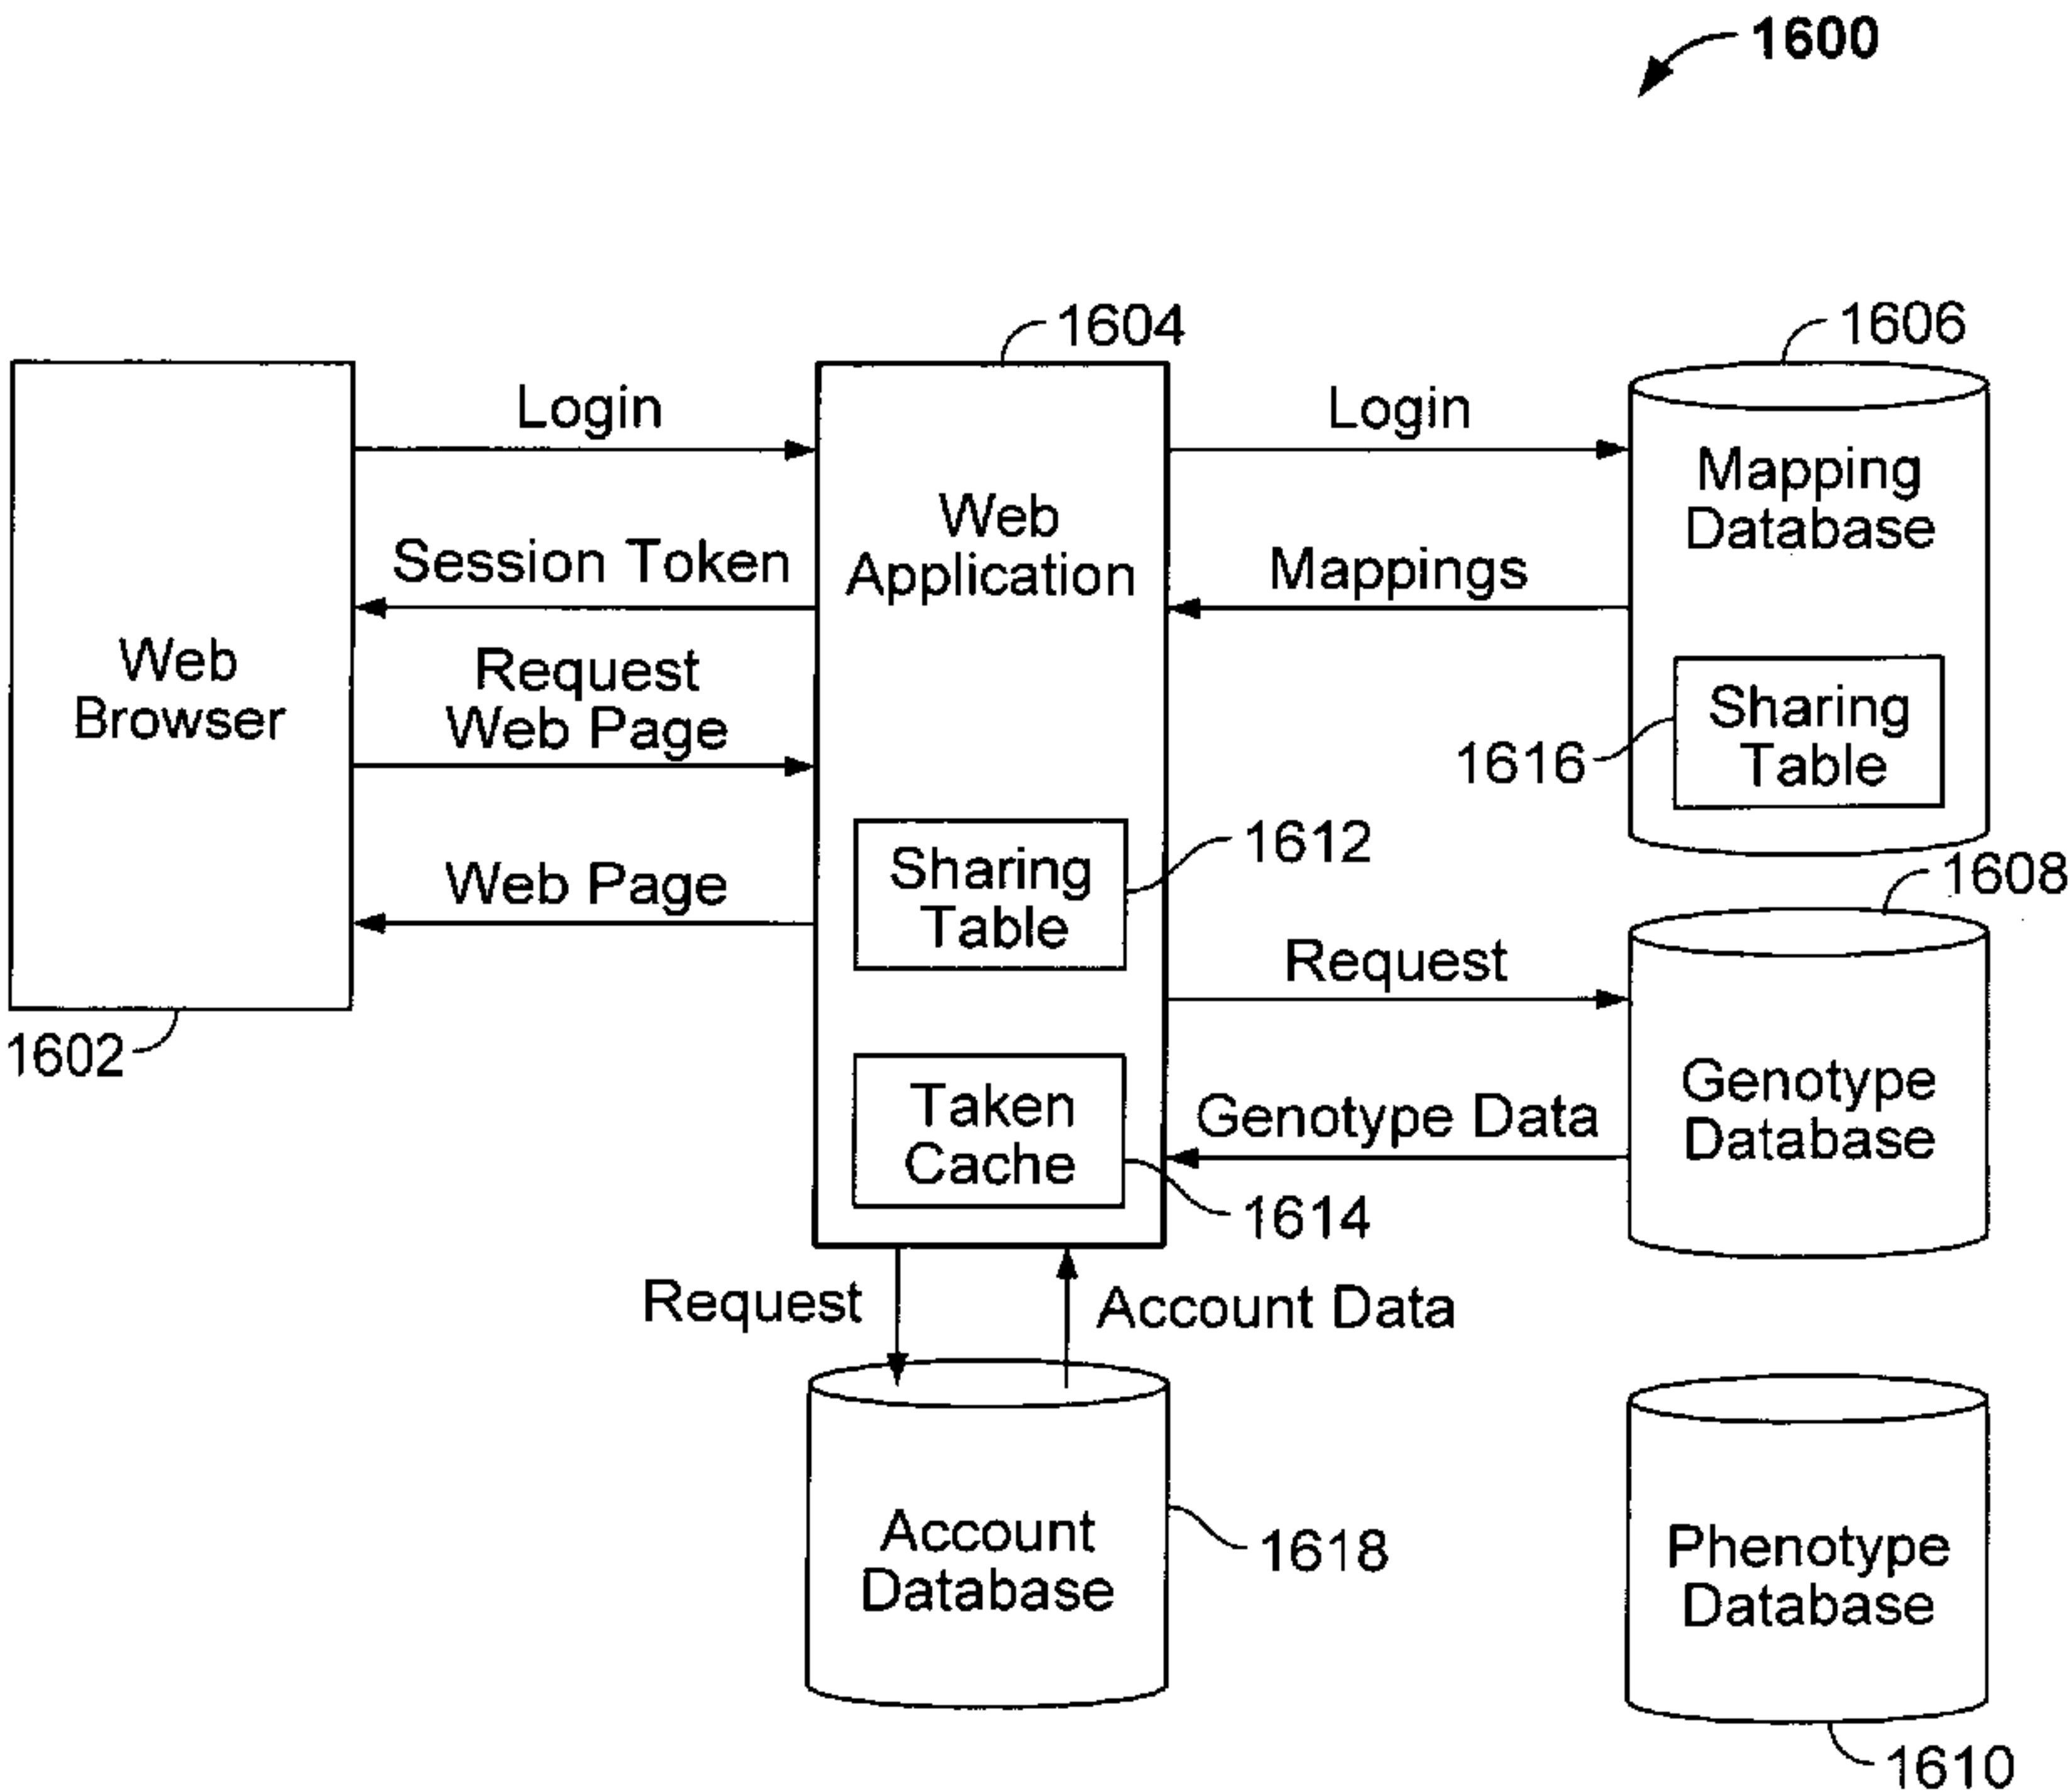 1600
1604
1606
Login
Login
Web
Application
Mapping
Database
Session Token
Mappings
Web
Browser
Request
Web Page
Sharing
Table
1616
Sharing
Table
1612
1608
Web Page
Request
1602
Taken
Cache
Genotype Data
Genotype
Database
1614
Request
Account Data
Account
Database
1618
Phenotype
Database
1610